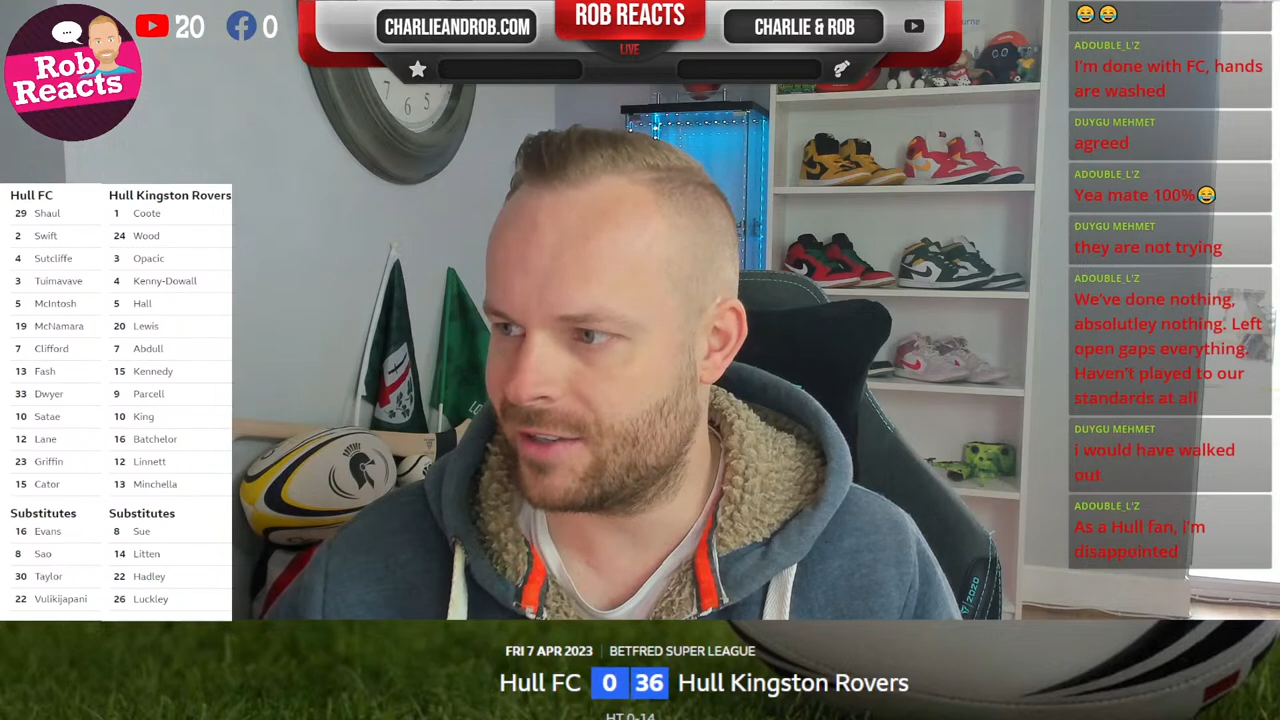 Rob
Reacts
20
0
CHARLIEANDROB.COM
ROB REACTS
LIVE
CHARLIE & ROB
Hull FC
29 Shaul
2 Swift
4 Sutcliffe
3 Tuimavave
5 McIntosh
19 McNamara
7 Clifford
13 Fash
33 Dwyer
10 Satae
12 Lane
23 Griffin
15 Cator
Substitutes
16 Evans
8 Sao
30 Taylor
22 Vulikijapani
Hull Kingston Rovers
1 Coote
24 Wood
3 Opacic
4 Kenny-Dowall
5 Hall
20 Lewis
7 Abdull
15 Kennedy
9 Parcell
10 King
16 Batchelor
12 Linnett
13 Minchella
Substitutes
8 Sue
14 Litten
22 Hadley
26 Luckley
7
6
5
2020
😂 😂
ADOUBLE_L'Z
I'm done with FC, hands
are washed
DUYGU MEHMET
agreed
ADOUBLE_L'Z
Yea mate 100%😂
DUYGU MEHMET
they are not trying
ADOUBLE_L'Z
We've done nothing,
absolutley nothing. Left
open gaps everything.
Haven't played to our
standards at all
DUYGU MEHMET
i would have walked
out
ADOUBLE_L'Z
As a Hull fan, i'm
disappointed
FRI 7 APR 2023 | BETFRED SUPER LEAGUE
Hull FC 0 36 Hull Kingston Rovers
HT 0-14